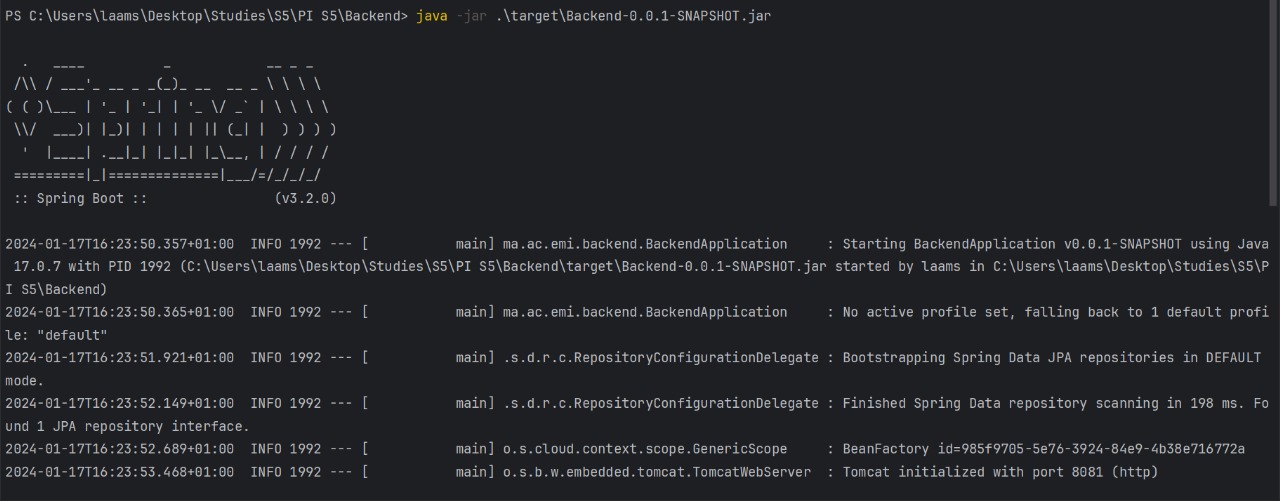 PS C:\Users\laams\Desktop\Studies\S5\PI S5\Backend> java -jar .\target\Backend-0.0.1-SNAPSHOT.jar
  .   ____          _            __ _ _
 /\\ / ___'_ __ _ _(_)_ __  __ _ \ \ \ \
( ( )\___ | '_ | '_| | '_ \/ _` | \ \ \ \
 \\/  ___)| |_)| | | | | || (_| |  ) ) ) )
  '  |____| .__|_| |_|_| |_\__, | / / / /
 =========|_|==============|___/=/_/_/_/
 :: Spring Boot ::                (v3.2.0)
2024-01-17T16:23:50.357+01:00  INFO 1992 --- [           main] ma.ac.emi.backend.BackendApplication     : Starting BackendApplication v0.0.1-SNAPSHOT using Java
 17.0.7 with PID 1992 (C:\Users\laams\Desktop\Studies\S5\PI S5\Backend\target\Backend-0.0.1-SNAPSHOT.jar started by laams in C:\Users\laams\Desktop\Studies\S5\P
I S5\Backend)
2024-01-17T16:23:50.365+01:00  INFO 1992 --- [           main] ma.ac.emi.backend.BackendApplication     : No active profile set, falling back to 1 default profi
le: "default"
2024-01-17T16:23:51.921+01:00  INFO 1992 --- [           main] .s.d.r.c.RepositoryConfigurationDelegate : Bootstrapping Spring Data JPA repositories in DEFAULT
mode.
2024-01-17T16:23:52.149+01:00  INFO 1992 --- [           main] .s.d.r.c.RepositoryConfigurationDelegate : Finished Spring Data repository scanning in 198 ms. Fo
und 1 JPA repository interface.
2024-01-17T16:23:52.689+01:00  INFO 1992 --- [           main] o.s.cloud.context.scope.GenericScope     : BeanFactory id=985f9705-5e76-3924-84e9-4b38e716772a
2024-01-17T16:23:53.468+01:00  INFO 1992 --- [           main] o.s.b.w.embedded.tomcat.TomcatWebServer  : Tomcat initialized with port 8081 (http)